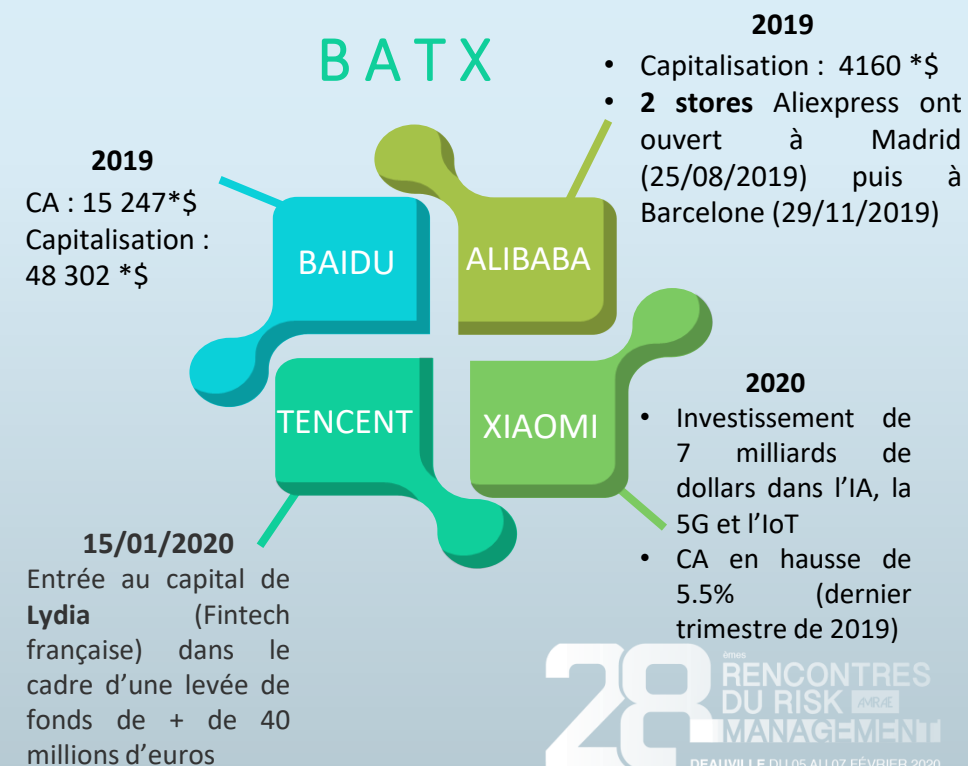 B A T X
2019
CA : 15 247*$
Capitalisation :
48 302 *$
2019
• Capitalisation : 4160 *$
• 2 stores Aliexpress ont
ouvert à Madrid
(25/08/2019) puis à
Barcelone (29/11/2019)
BAIDU
ALIBABA
TENCENT
XIAOMI
15/01/2020
Entrée au capital de
Lydia (Fintech
française) dans le
cadre d’une levée de
fonds de + de 40
millions d’euros
2020
• Investissement de
7 milliards de
dollars dans l’IA, la
5G et l’IoT
• CA en hausse de
5.5% (dernier
trimestre de 2019)
28 èmes
RENCONTRES
DU RISK AMRAE
MANAGEMENT
DEAUVILLE DU 05 AU 07 FÉVRIER 2020